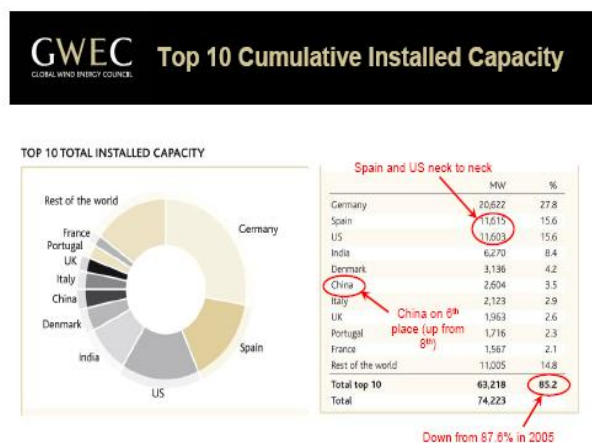 GWEC
GLOBAL WIND ENERGY COUNCIL
Top 10 Cumulative Installed Capacity
TOP 10 TOTAL INSTALLED CAPACITY
Rest of the world
France
Portugal
UK
Italy
China
Denmark
India
US
Spain
Germany
Spain and US neck to neck
MW %
Germany 20,622 27.8
Spain 11,615 15.6
US 11,603 15.6
India 6,270 8.4
Denmark 3,136 4.2
China 2,604 3.5
Italy 2,123 2.9
UK 1,963 2.6
Portugal 1,716 2.3
France 1,567 2.1
Rest of the world 11,005 14.8
Total top 10 63,218 85.2
Total 74,223
China on 6th
place (up from
8th)
Down from 87.6% in 2005